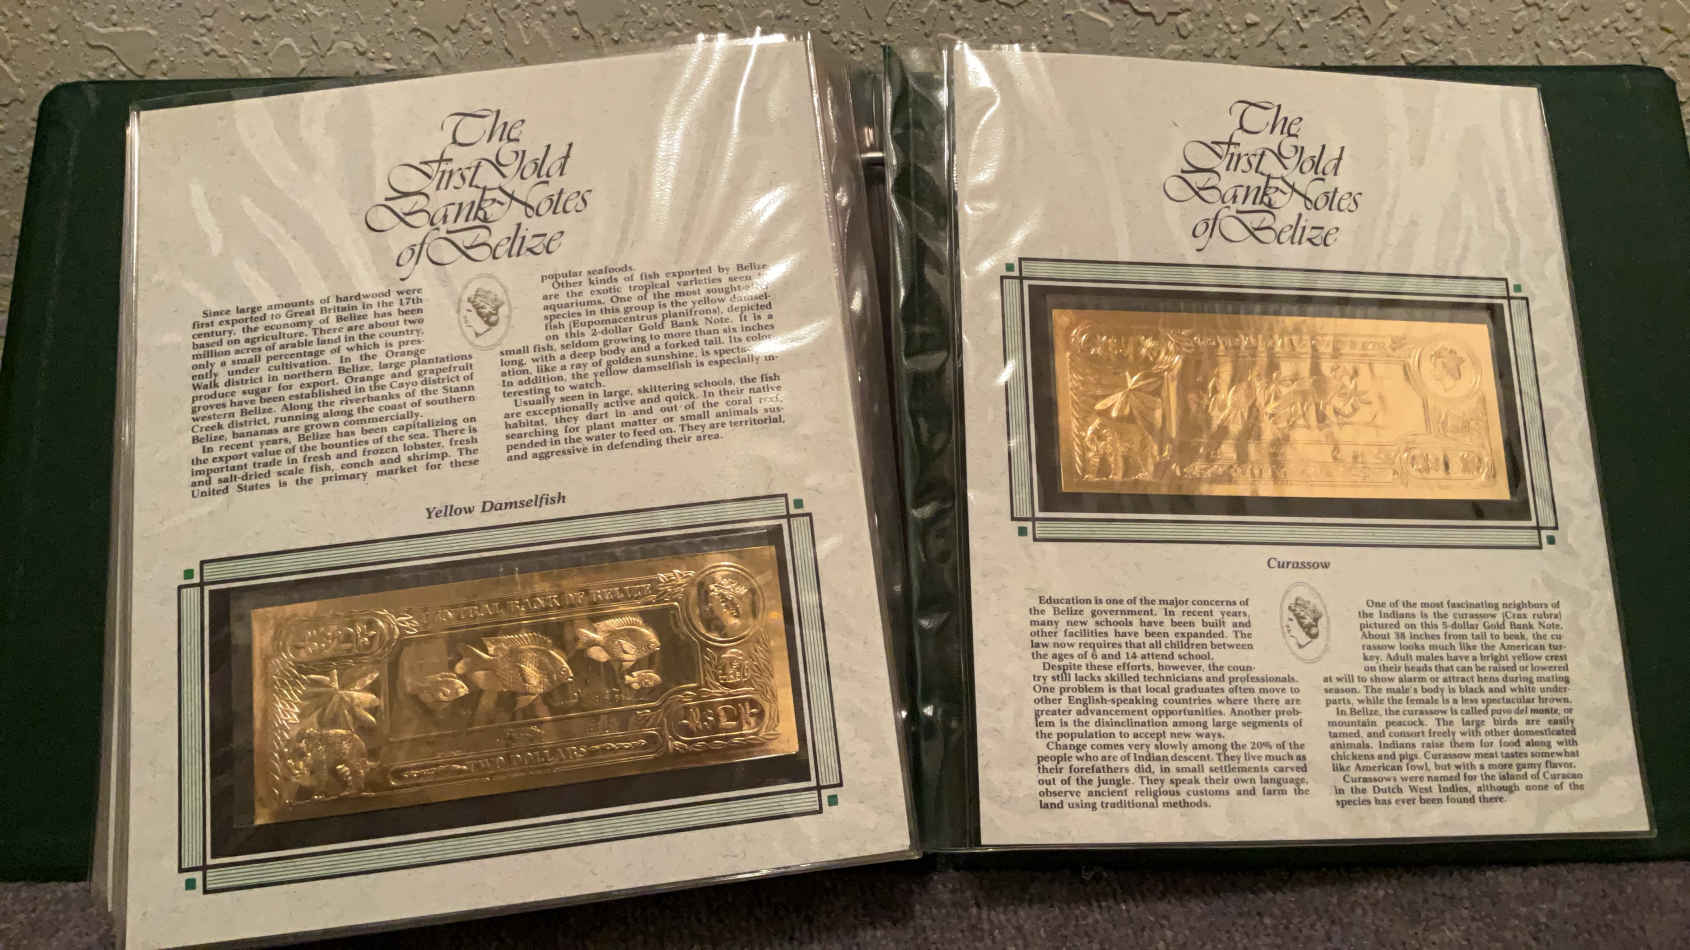 The
First Gold
Bank Notes
of Belize
Since large amounts of hardwood were
first exported to Great Britain in the 17th
century, the economy of Belize has been
based on agriculture. There are about two
million acres of arable land in the country,
only a small percentage of which is pres-
ently under cultivation. In the Orange
Walk district in northern Belize, large plantations
produce sugar for export. Orange and grapefruit
groves have been established in the Cayo district of
western Belize. Along the riverbanks of the Stann
Creek district, running along the coast of southern
Belize, bananas are grown commercially.
In recent years, Belize has been capitalizing on
the export value of the bounties of the sea. There is
important trade in fresh and frozen lobster, fresh
and salt-dried scale fish, conch and shrimp. The
United States is the primary market for these
popular seafoods.
Other kinds of fish exported by Belize
are the exotic tropical varieties seen
aquariums. One of the most sought-after
species in this group is the yellow damsel-
fish (Eupomacentrus planifrons), depicted
on this 2-dollar Gold Bank Note. It is a
small fish, seldom growing to more than six inches
long, with a deep body and a forked tail. Its color-
ation, like a ray of golden sunshine, is
In addition, the yellow damselfish is especially in-
teresting to watch.
Usually seen in large, skittering schools, the fish
are exceptionally active and quick. In their native
habitat, they dart in and out of the coral reef,
searching for plant matter or small animals sus-
pended in the water to feed on. They are territorial,
and aggressive in defending their area.
Yellow Damselfish
CENTRAL BANK OF BELIZE
2
2
TWO DOLLARS
The
First Gold
Bank Notes
of Belize
Curassow
Education is one of the major concerns of
the Belize government. In recent years,
many new schools have been built and
other facilities have been expanded. The
law now requires that all children between
the ages of 6 and 14 attend school.
Despite these efforts, however, the coun-
try still lacks skilled technicians and professionals.
One problem is that local graduates often move to
other English-speaking countries where there are
greater advancement opportunities. Another prob-
lem is the disinclination among large segments of
the population to accept new ways.
Change comes very slowly among the 20% of the
people who are of Indian descent. They live much as
their forefathers did, in small settlements carved
out of the jungle. They speak their own language,
observe ancient religious customs and farm the
land using traditional methods.
One of the most fascinating neighbors of
the Indians is the curassow (Crax rubra)
pictured on this 5-dollar Gold Bank Note.
About 38 inches from tail to beak, the cu-
rassow looks much like the American tur-
key. Adult males have a bright yellow crest
on their heads that can be raised or lowered
at will to show alarm or attract hens during mating
season. The male's body is black and white under-
parts, while the female is a less spectacular brown.
In Belize, the curassow is called pavo del monte, or
mountain peacock. The large birds are easily
tamed, and consort freely with other domesticated
animals. Indians raise them for food along with
chickens and pigs. Curassow meat tastes somewhat
like American fowl, but with a more gamy flavor.
Curassows were named for the island of Curacao
in the Dutch West Indies, although none of the
species has ever been found there.